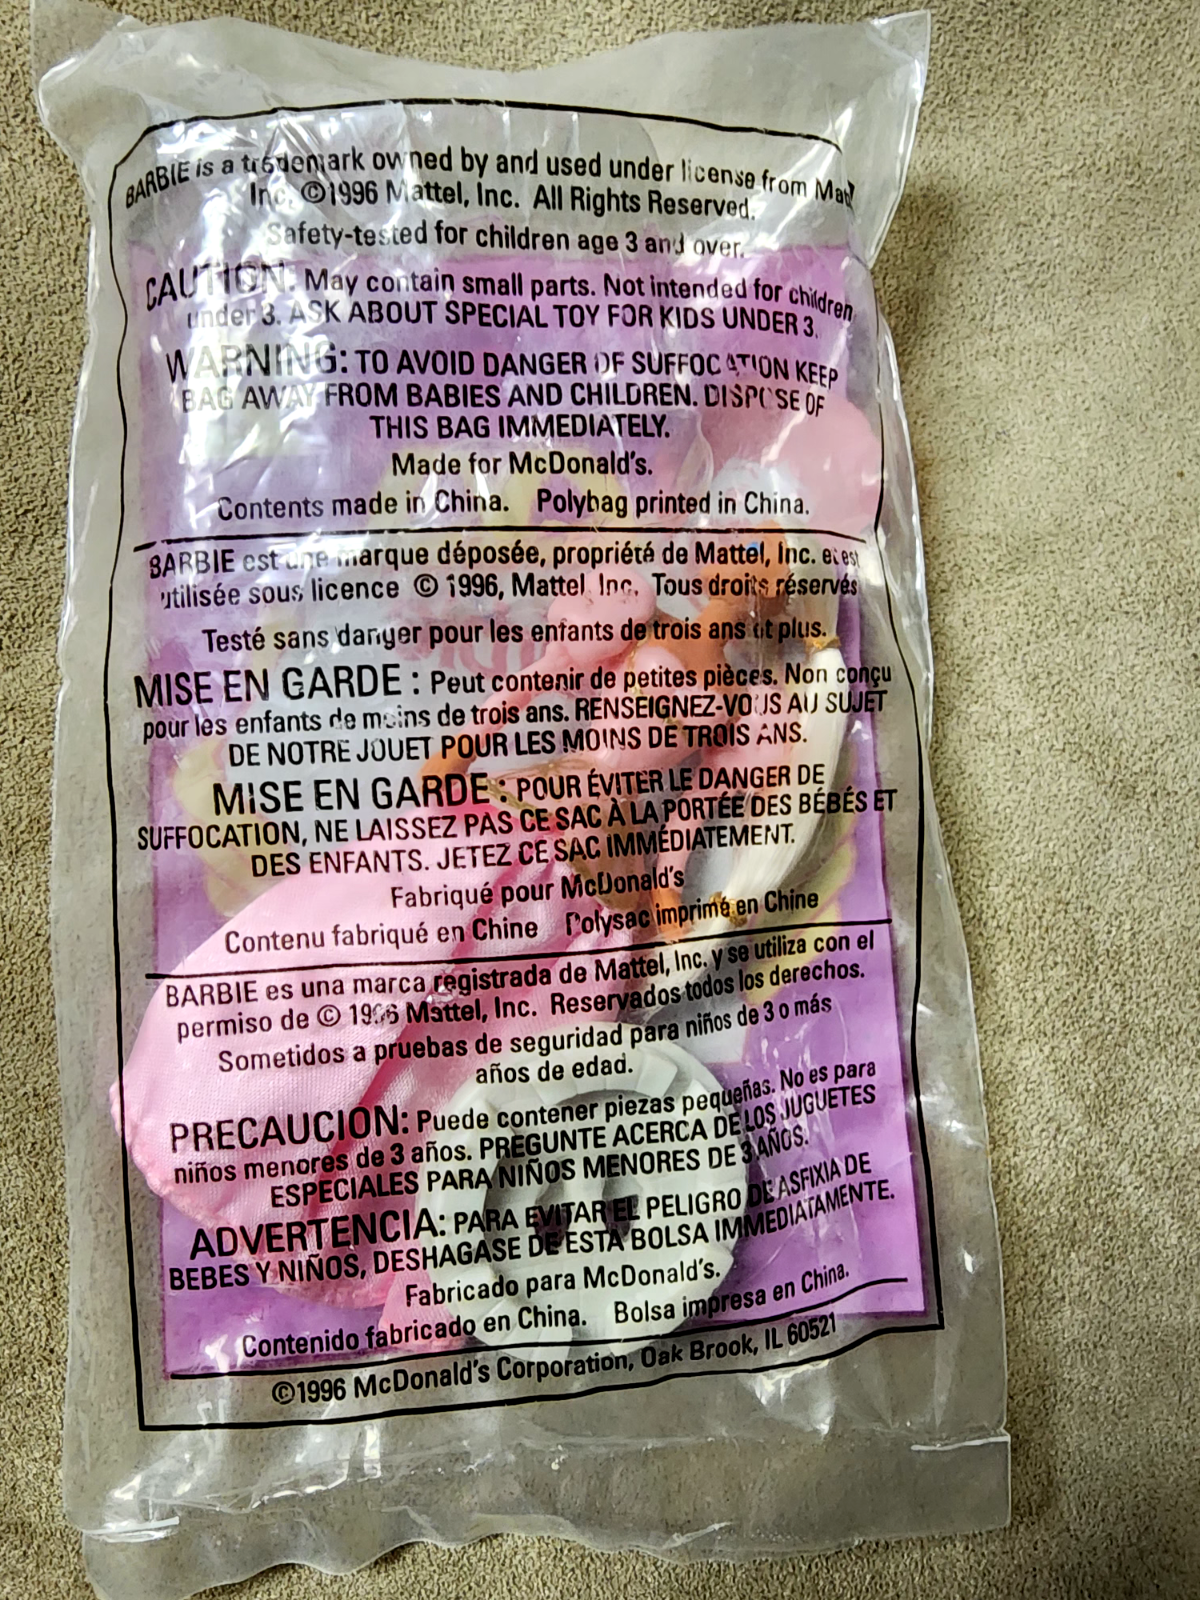 BARBIE is a trademark owned by and used under license from Mattel
Inc. ©1996 Mattel, Inc. All Rights Reserved.
Safety-tested for children age 3 and over.
CAUTION: May contain small parts. Not intended for children
under 3. ASK ABOUT SPECIAL TOY FOR KIDS UNDER 3.
WARNING: TO AVOID DANGER OF SUFFOCATION KEEP
BAG AWAY FROM BABIES AND CHILDREN. DISPOSE OF
THIS BAG IMMEDIATELY.
Made for McDonald's.
Contents made in China. Polybag printed in China.
BARBIE est une marque déposée, propriété de Mattel, Inc. et est
utilisée sous licence © 1996, Mattel Inc. Tous droits réservés
Testé sans danger pour les enfants de trois ans et plus.
MISE EN GARDE : Peut contenir de petites pièces. Non conçu
pour les enfants de moins de trois ans. RENSEIGNEZ-VOUS AU SUJET
DE NOTRE JOUET POUR LES MOINS DE TROIS ANS.
MISE EN GARDE : POUR ÉVITER LE DANGER DE
SUFFOCATION, NE LAISSEZ PAS CE SAC À LA PORTÉE DES BÉBÉS ET
DES ENFANTS. JETEZ CE SAC IMMÉDIATEMENT.
Fabriqué pour McDonald's
Contenu fabriqué en Chine Polysac imprimé en Chine
BARBIE es una marca registrada de Mattel, Inc. y se utiliza con el
permiso de © 1996 Mattel, Inc. Reservados todos los derechos.
Sometidos a pruebas de seguridad para niños de 3 o más
años de edad.
PRECAUCION: Puede contener piezas pequeñas. No es para
niños menores de 3 años. PREGUNTE ACERCA DE LOS JUGUETES
ESPECIALES PARA NIÑOS MENORES DE 3 AÑOS.
ADVERTENCIA: PARA EVITAR EL PELIGRO DE ASFIXIA DE
BEBES Y NIÑOS, DESHAGASE DE ESTA BOLSA IMMEDIATAMENTE.
Fabricado para McDonald's.
Contenido fabricado en China. Bolsa impresa en China.
©1996 McDonald's Corporation, Oak Brook, IL 60521